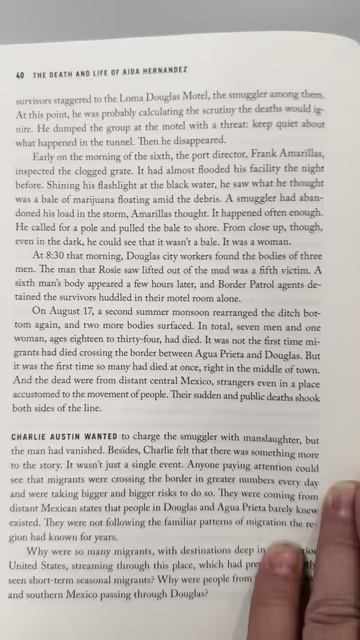 40 THE DEATH AND LIFE OF AIDA HERNANDEZ
survivors staggered to the Loma Douglas Motel, the smuggler among them.
At this point, he was probably calculating the scrutiny the deaths would ig-
nite. He dumped the group at the motel with a threat: keep quiet about
what happened in the tunnel. Then he disappeared.
Early on the morning of the sixth, the port director, Frank Amarillas,
inspected the clogged grate. It had almost flooded his facility the night
before. Shining his flashlight at the black water, he saw what he thought
was a bale of marijuana floating amid the debris. A smuggler had aban-
doned his load in the storm, Amarillas thought. It happened often enough.
He called for a pole and pulled the bale to shore. From close up, though,
even in the dark, he could see that it wasn't a bale. It was a woman.
At 8:30 that morning, Douglas city workers found the bodies of three
men. The man that Rosie saw lifted out of the mud was a fifth victim. A
sixth man's body appeared a few hours later, and Border Patrol agents de-
tained the survivors huddled in their motel room alone.
On August 17, a second summer monsoon rearranged the ditch bot-
tom again, and two more bodies surfaced. In total, seven men and one
woman, ages eighteen to thirty-four, had died. It was not the first time mi-
grants had died crossing the border between Agua Prieta and Douglas. But
it was the first time so many had died at once, right in the middle of town.
And the dead were from distant central Mexico, strangers even in a place
accustomed to the movement of people. Their sudden and public deaths shook
both sides of the line.
CHARLIE AUSTIN WANTED to charge the smuggler with manslaughter, but
the man had vanished. Besides, Charlie felt that there was something more
to the story. It wasn't just a single event. Anyone paying attention could
see that migrants were crossing the border in greater numbers every day
and were taking bigger and bigger risks to do so. They were coming from
distant Mexican states that people in Douglas and Agua Prieta barely knew
existed. They were not following the familiar patterns of migration the re-
gion had known for years.
Why were so many migrants, with destinations deep in
United States, streaming through this place, which had
seen short-term seasonal migrants? Why were people from
and southern Mexico passing through Douglas?